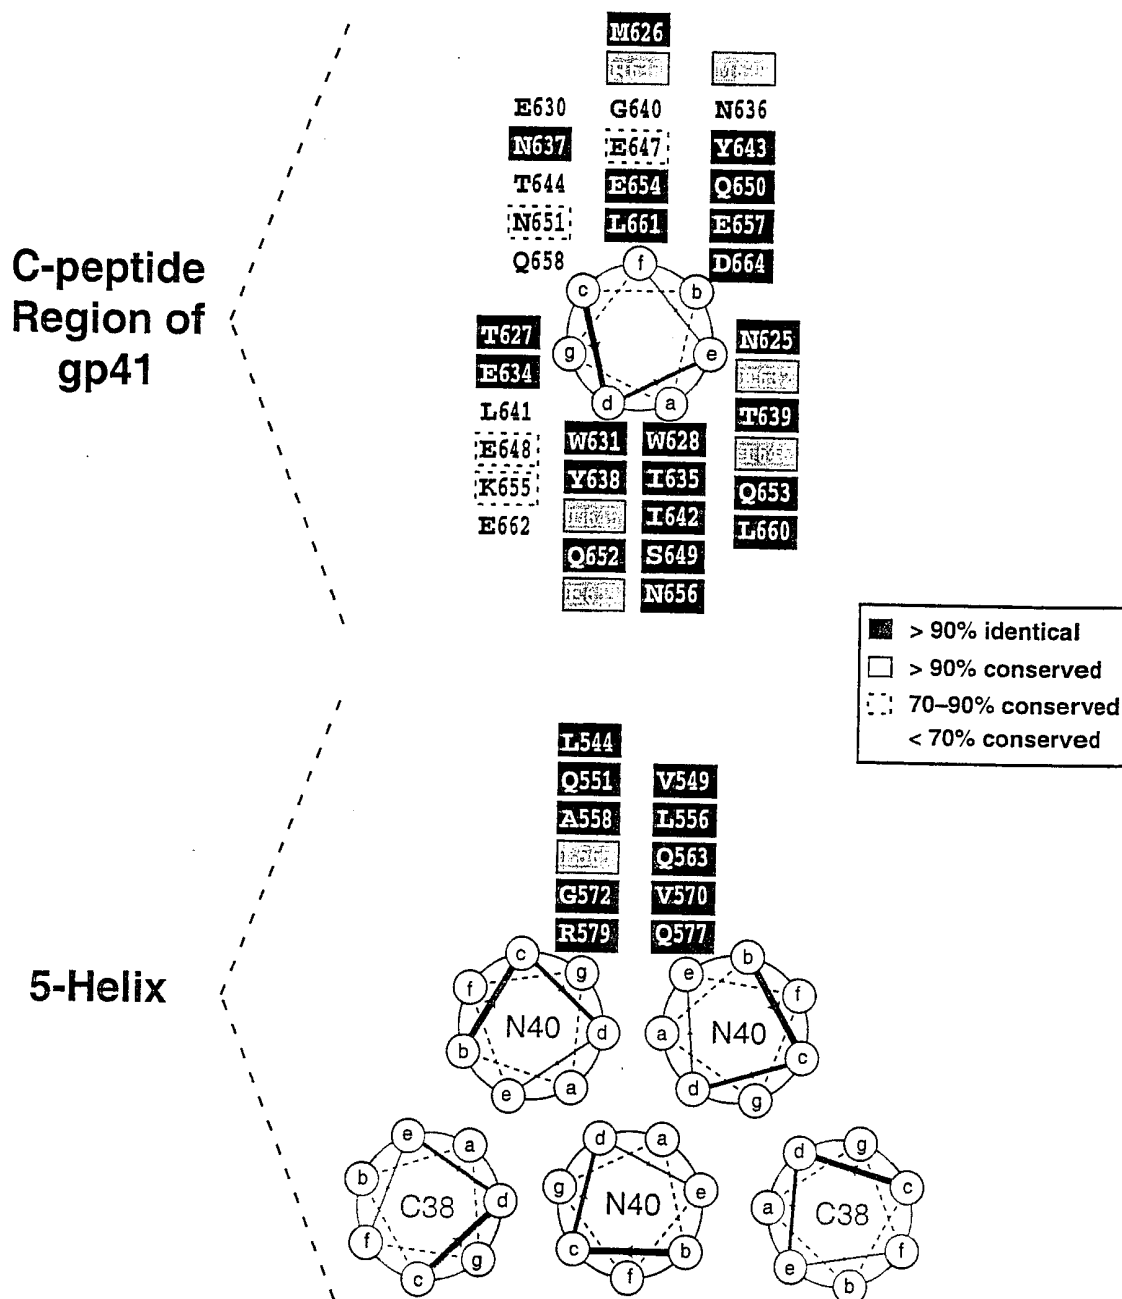 M626
E630
G640
N636
N637
E647
Y643
T644
E654
Q650
N651
L661
E657
Q658
D664
C-peptide
Region of
gp41
f
c
b
g
e
d
a
T627
E634
L641
E648
K655
E662
N625
T639
Q653
L660
W631
W628
Y638
I635
I642
Q652
S649
N656
> 90% identical
> 90% conserved
70–90% conserved
< 70% conserved
L544
Q551
V549
A558
L556
Q563
G572
V570
R579
Q577
5-Helix
c
g
f
N40
d
b
e
a
b
e
f
a
N40
c
d
g
e
a
b
C38
d
f
g
c
d
a
g
N40
e
c
b
f
g
d
c
a
C38
f
e
b